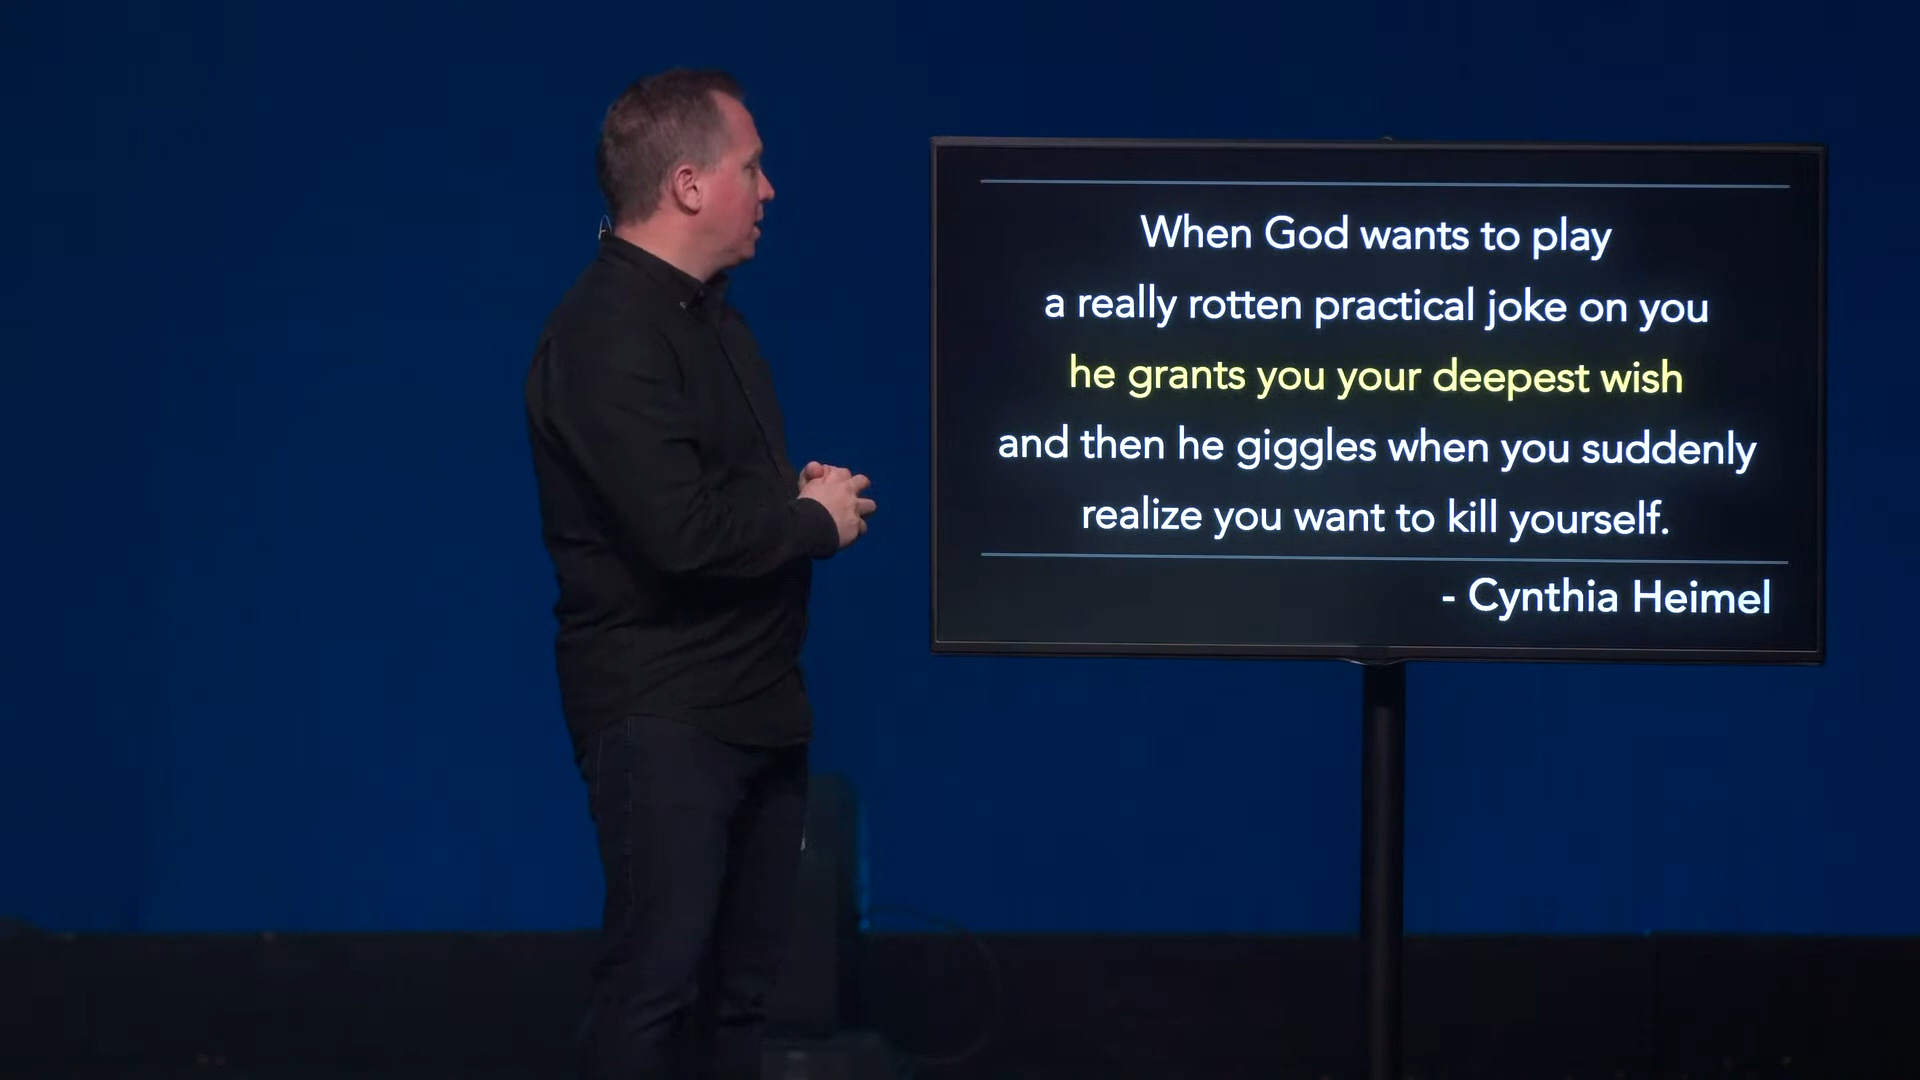 When God wants to play
a really rotten practical joke on you
he grants you your deepest wish
and then he giggles when you suddenly
realize you want to kill yourself.
- Cynthia Heimel